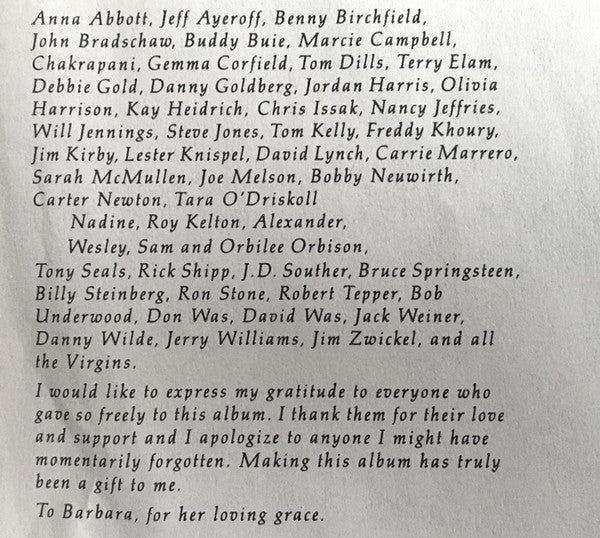 Anna Abbott, Jeff Ayeroff, Benny Birchfield,
John Bradschaw, Buddy Buie, Marcie Campbell,
Chakrapani, Gemma Corfield, Tom Dills, Terry Elam,
Debbie Gold, Danny Goldberg, Jordan Harris, Olivia
Harrison, Kay Heidrich, Chris Issak, Nancy Jeffries,
Will Jennings, Steve Jones, Tom Kelly, Freddy Khoury,
Jim Kirby, Lester Knispel, David Lynch, Carrie Marrero,
Sarah McMullen, Joe Melson, Bobby Neuwirth,
Carter Newton, Tara O'Driskoll
Nadine, Roy Kelton, Alexander,
Wesley, Sam and Orbilee Orbison,
Tony Seals, Rick Shipp, J.D. Souther, Bruce Springsteen,
Billy Steinberg, Ron Stone, Robert Tepper, Bob
Underwood, Don Was, David Was, Jack Weiner,
Danny Wilde, Jerry Williams, Jim Zwickel, and all
the Virgins.
I would like to express my gratitude to everyone who
gave so freely to this album. I thank them for their love
and support and I apologize to anyone I might have
momentarily forgotten. Making this album has truly
been a gift to me.
To Barbara, for her loving grace.